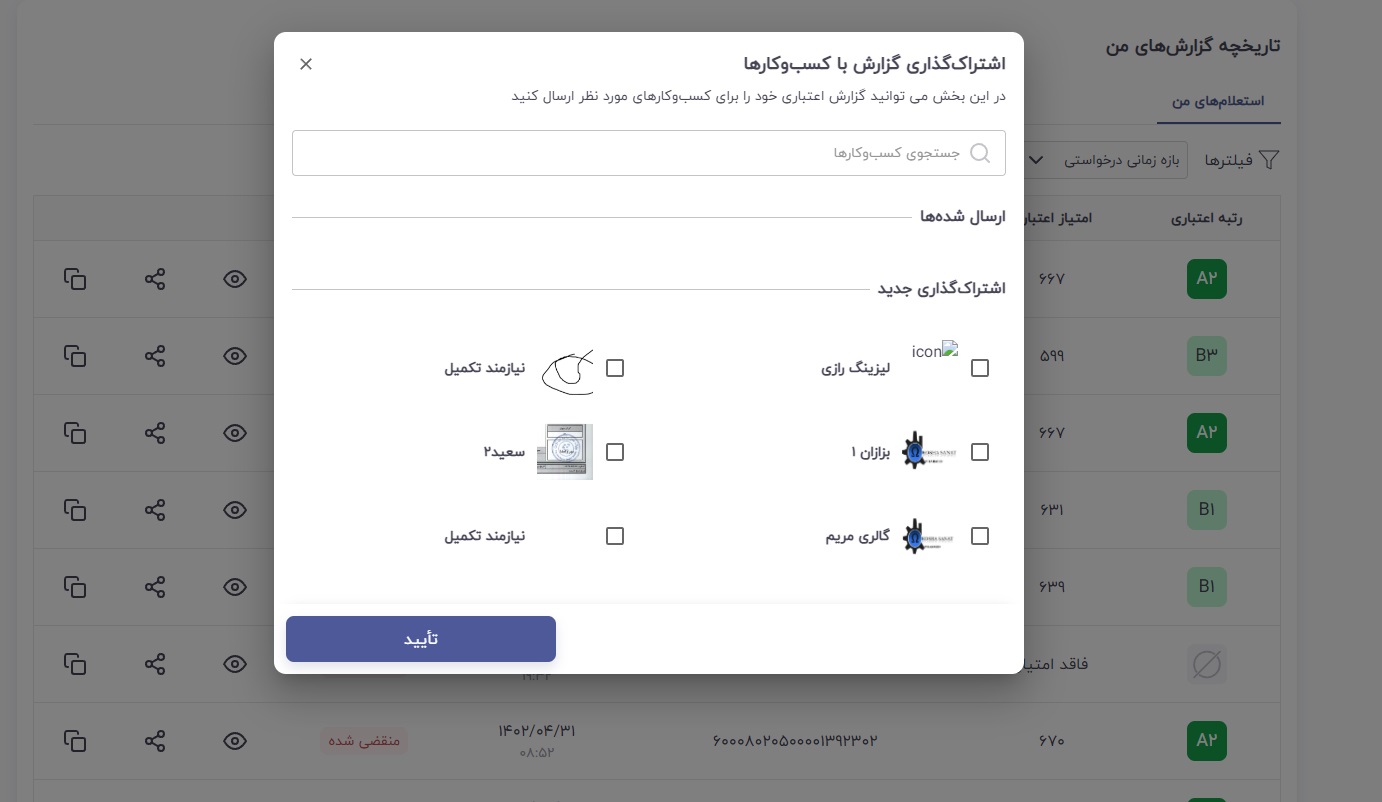 تاریخچه گزارش‌های من
استعلام‌های من
فیلترها
بازه زمانی درخواستی
رتبه اعتباری
امتیاز اعتبار
A۲
۶۶۷
B۳
۵۹۹
A۲
۶۶۷
B۱
۶۳۱
B۱
۶۳۹
فاقد امتیا
۱۹:۳۲
A۲
۶۷۰
۶۰۰۰۸۰۲۰۵۰۰۰۰۱۳۹۲۳۰۲
۱۴۰۲/۰۴/۳۱
۰۸:۵۲
منقضی شده
اشتراک‌گذاری گزارش با کسب‌وکارها
در این بخش می توانید گزارش اعتباری خود را برای کسب‌وکارهای مورد نظر ارسال کنید
جستجوی کسب‌وکارها
ارسال شده‌ها
اشتراک‌گذاری جدید
icon
لیزینگ رازی
نیازمند تکمیل
بزازان ۱
سعید۲
گالری مریم
نیازمند تکمیل
تأیید